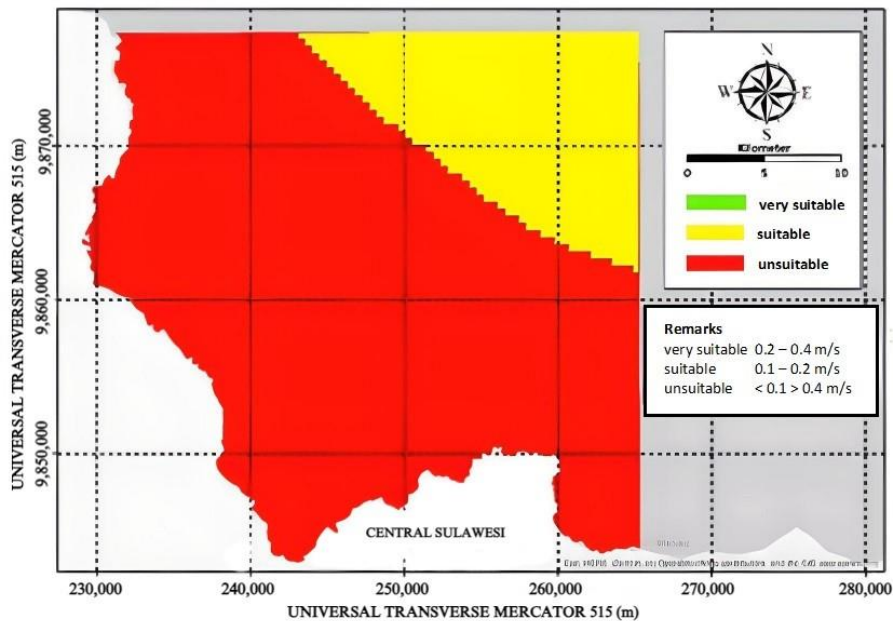 N
W E
S
Kilometer
0 5 10
very suitable
suitable
unsuitable
Remarks
very suitable 0.2 – 0.4 m/s
suitable 0.1 – 0.2 m/s
unsuitable < 0.1 > 0.4 m/s
CENTRAL SULAWESI
9,870,000
9,860,000
9,850,000
UNIVERSAL TRANSVERSE MERCATOR 515 (m)
230,000 240,000 250,000 260,000 270,000 280,000
UNIVERSAL TRANSVERSE MERCATOR 515 (m)